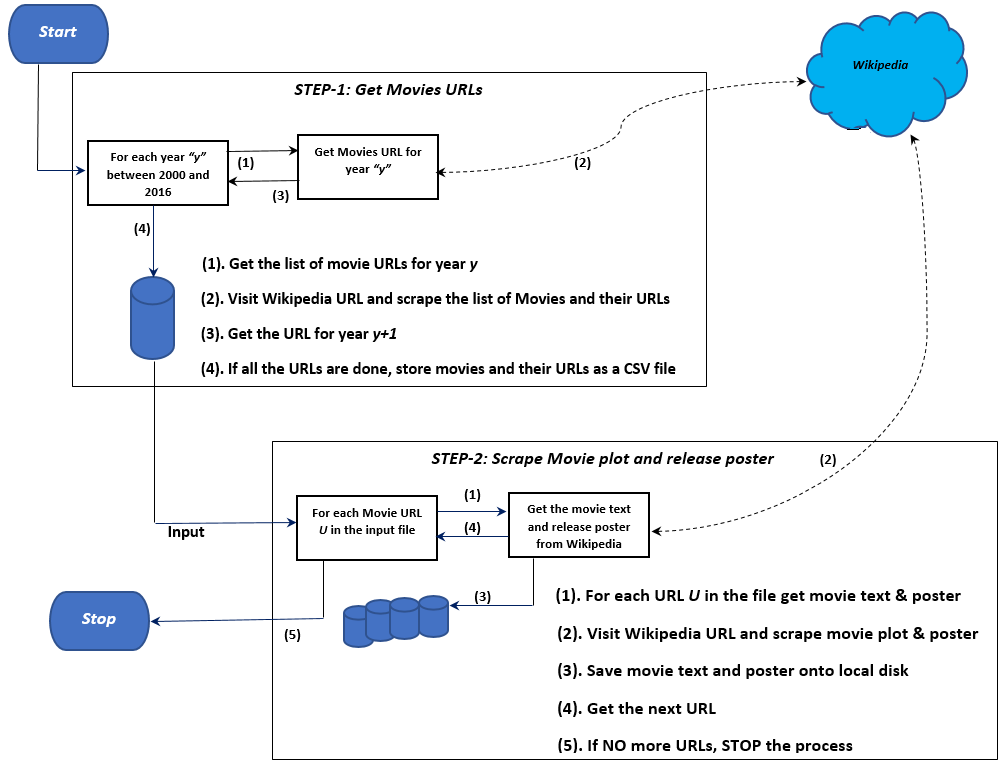 Start
Wikipedia
STEP-1: Get Movies URLs
For each year “y”
between 2000 and
2016
(1)
(3)
Get Movies URL for
year “y”
(2)
(4)
(1). Get the list of movie URLs for year y
(2). Visit Wikipedia URL and scrape the list of Movies and their URLs
(3). Get the URL for year y+1
(4). If all the URLs are done, store movies and their URLs as a CSV file
STEP-2: Scrape Movie plot and release poster
(2)
Input
For each Movie URL
U in the input file
(1)
(4)
Get the movie text
and release poster
from Wikipedia
(3)
Stop
(5)
(1). For each URL U in the file get movie text & poster
(2). Visit Wikipedia URL and scrape movie plot & poster
(3). Save movie text and poster onto local disk
(4). Get the next URL
(5). If NO more URLs, STOP the process